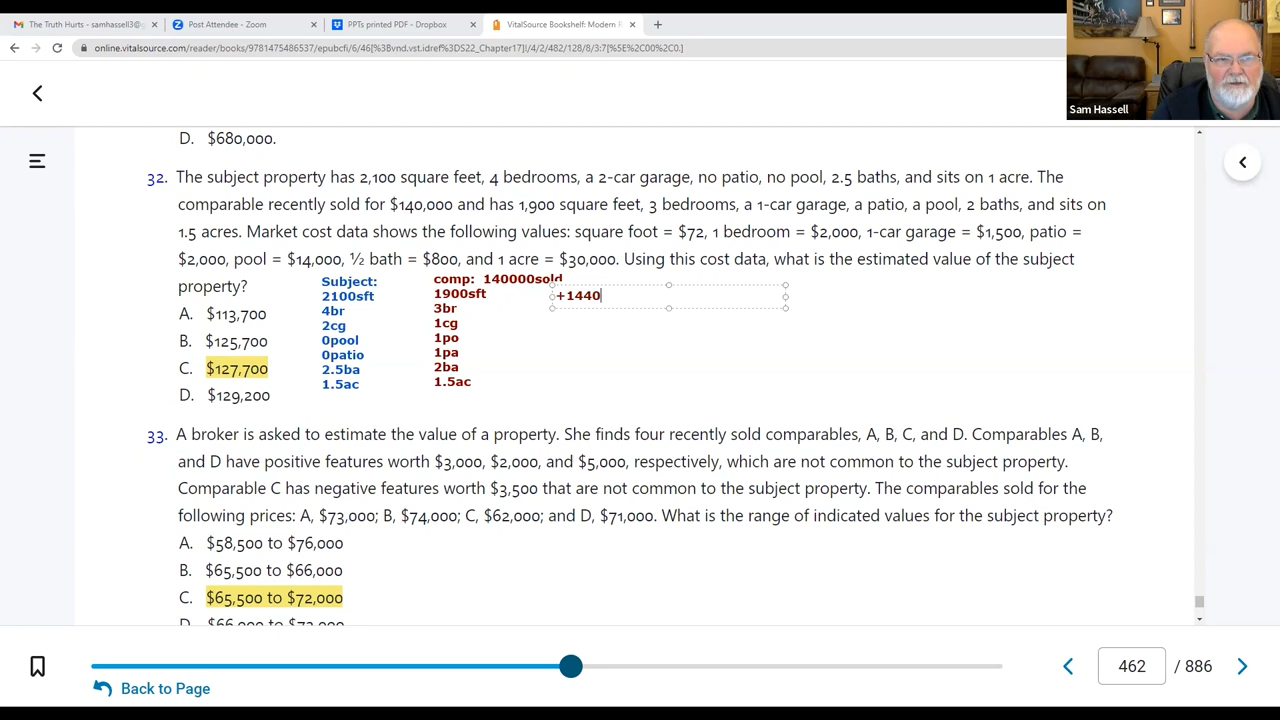 The Truth Hurts - samhassell3@g
Post Attendee - Zoom
PPTs printed PDF - Dropbox
VitalSource Bookshelf: Modern R
online.vitalsource.com/reader/books/9781475486537/epubcfi/6/46[%3Bvnd.vst.idref%3DS22_Chapter17]!/4/2/482/128/8/3:7[%5E%2C00%2C0.]
Sam Hassell
D. $680,000.
32. The subject property has 2,100 square feet, 4 bedrooms, a 2-car garage, no patio, no pool, 2.5 baths, and sits on 1 acre. The
comparable recently sold for $140,000 and has 1,900 square feet, 3 bedrooms, a 1-car garage, a patio, a pool, 2 baths, and sits on
1.5 acres. Market cost data shows the following values: square foot = $72, 1 bedroom = $2,000, 1-car garage = $1,500, patio =
$2,000, pool = $14,000, ½ bath = $800, and 1 acre = $30,000. Using this cost data, what is the estimated value of the subject
property?
A. $113,700
B. $125,700
C. $127,700
D. $129,200
Subject:
2100sft
4br
2cg
0pool
0patio
2.5ba
1.5ac
comp: 140000sold
1900sft
3br
1cg
1po
1pa
2ba
1.5ac
+1440
33. A broker is asked to estimate the value of a property. She finds four recently sold comparables, A, B, C, and D. Comparables A, B,
and D have positive features worth $3,000, $2,000, and $5,000, respectively, which are not common to the subject property.
Comparable C has negative features worth $3,500 that are not common to the subject property. The comparables sold for the
following prices: A, $73,000; B, $74,000; C, $62,000; and D, $71,000. What is the range of indicated values for the subject property?
A. $58,500 to $76,000
B. $65,500 to $66,000
C. $65,500 to $72,000
D. $66,000 to $72,000
462 / 886
Back to Page